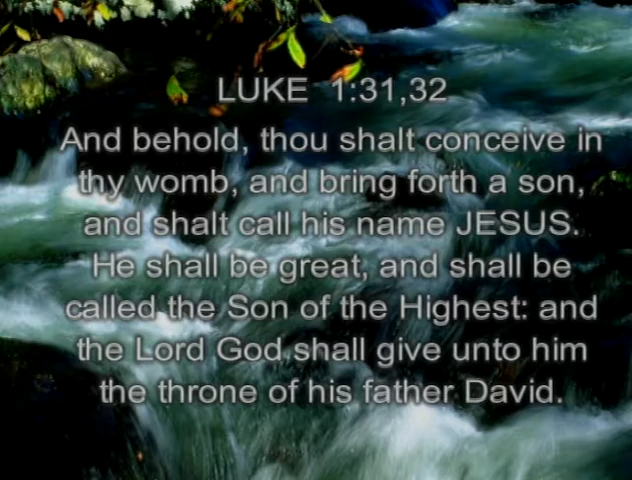 LUKE 1:31,32
And behold, thou shalt conceive in
thy womb, and bring forth a son,
and shalt call his name JESUS.
He shall be great, and shall be
called the Son of the Highest: and
the Lord God shall give unto him
the throne of his father David.